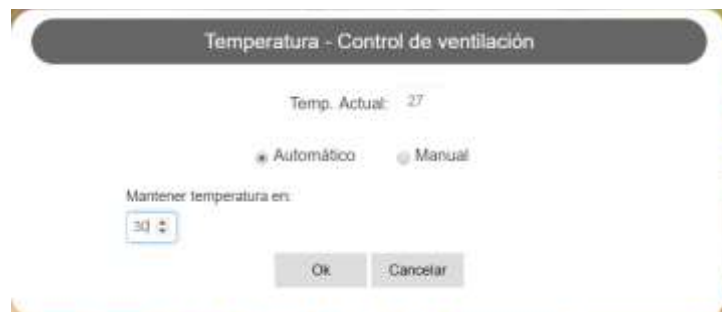 Temperatura - Control de ventilación
Temp. Actual: 27
Automático Manual
Mantener temperatura en:
30
Ok Cancelar